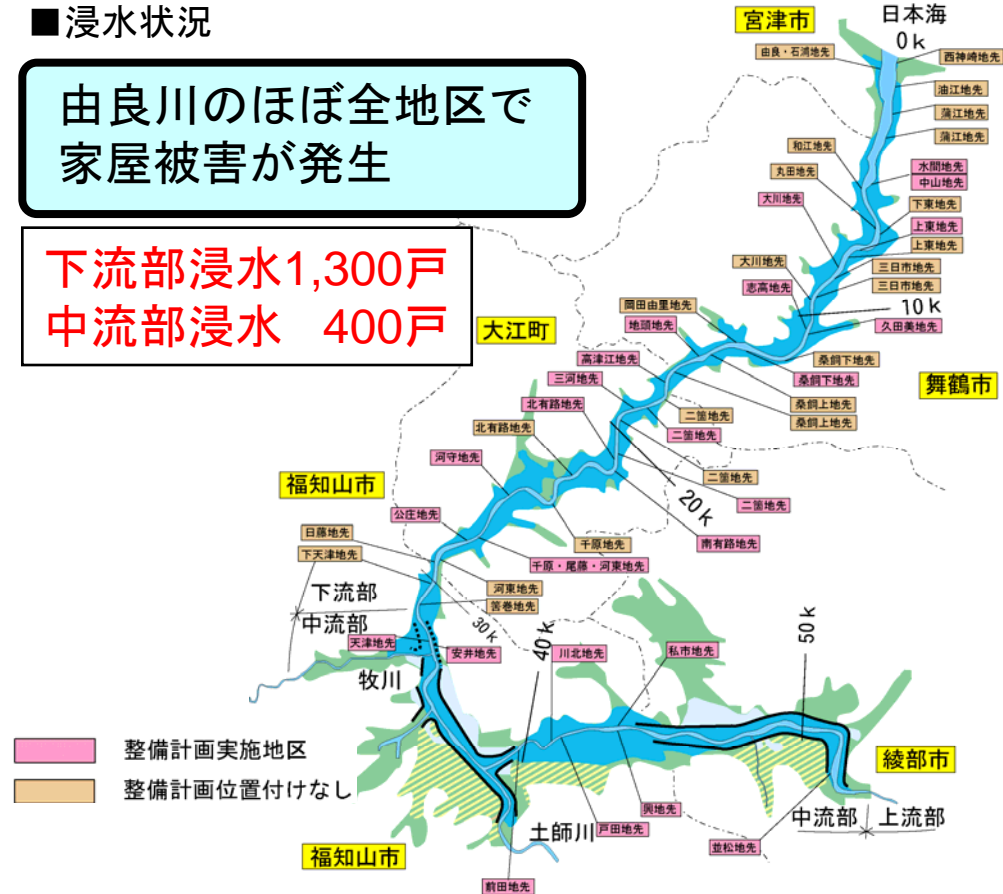 ■浸水状況
由良川のほぼ全地区で
家屋被害が発生
下流部浸水1,300戸
中流部浸水 400戸
宮津市
日本海
0k
由良・石浦地先
西神崎地先
油江地先
蒲江地先
蒲江地先
和江地先
水間地先
中山地先
丸田地先
大川地先
下東地先
上東地先
上東地先
大川地先
三日市地先
三日市地先
志高地先
10k
久田美地先
岡田由里地先
地頭地先
大江町
高津江地先
桑飼下地先
桑飼下地先
舞鶴市
三河地先
桑飼上地先
桑飼上地先
北有路地先
二箇地先
二箇地先
北有路地先
河守地先
二箇地先
福知山市
20k
二箇地先
公庄地先
南有路地先
日藤地先
千原地先
下天津地先
千原・尾藤・河東地先
下流部
河東地先
筈巻地先
中流部
30k
天津地先
安井地先
40k
川北地先
私市地先
50k
牧川
整備計画実施地区
整備計画位置付けなし
綾部市
土師川
戸田地先
興地先
中流部
上流部
並松地先
福知山市
前田地先